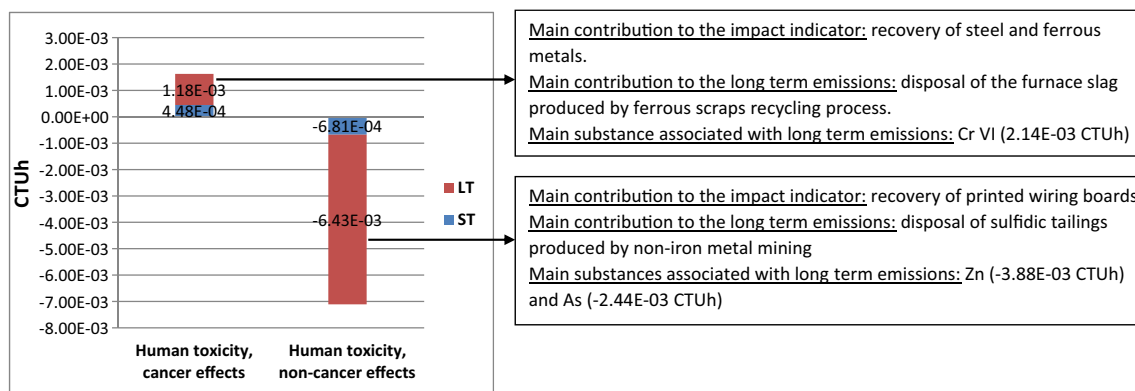 3.00E-03
2.00E-03
1.00E-03
0.00E+00
-1.00E-03
-2.00E-03
-3.00E-03
-4.00E-03
-5.00E-03
-6.00E-03
-7.00E-03
-8.00E-03
CTUh
1.18E-03
4.48E-04
-6.81E-04
-6.43E-03
LT
ST
Human toxicity,
cancer effects
Human toxicity,
non-cancer effects
Main contribution to the impact indicator: recovery of steel and ferrous
metals.
Main contribution to the long term emissions: disposal of the furnace slag
produced by ferrous scraps recycling process.
Main substance associated with long term emissions: Cr VI (2.14E-03 CTUh)
Main contribution to the impact indicator: recovery of printed wiring boards
Main contribution to the long term emissions: disposal of sulfidic tailings
produced by non-iron metal mining
Main substances associated with long term emissions: Zn (-3.88E-03 CTUh)
and As (-2.44E-03 CTUh)